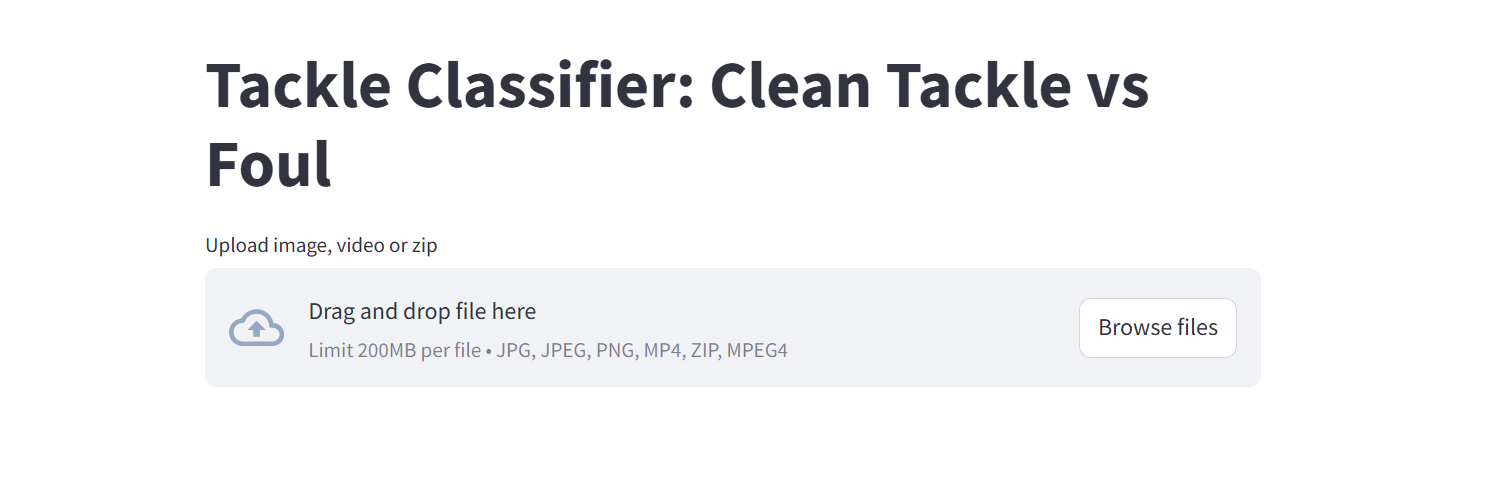 Tackle Classifier: Clean Tackle vs
Foul
Upload image, video or zip
Drag and drop file here
Limit 200MB per file • JPG, JPEG, PNG, MP4, ZIP, MPEG4
Browse files